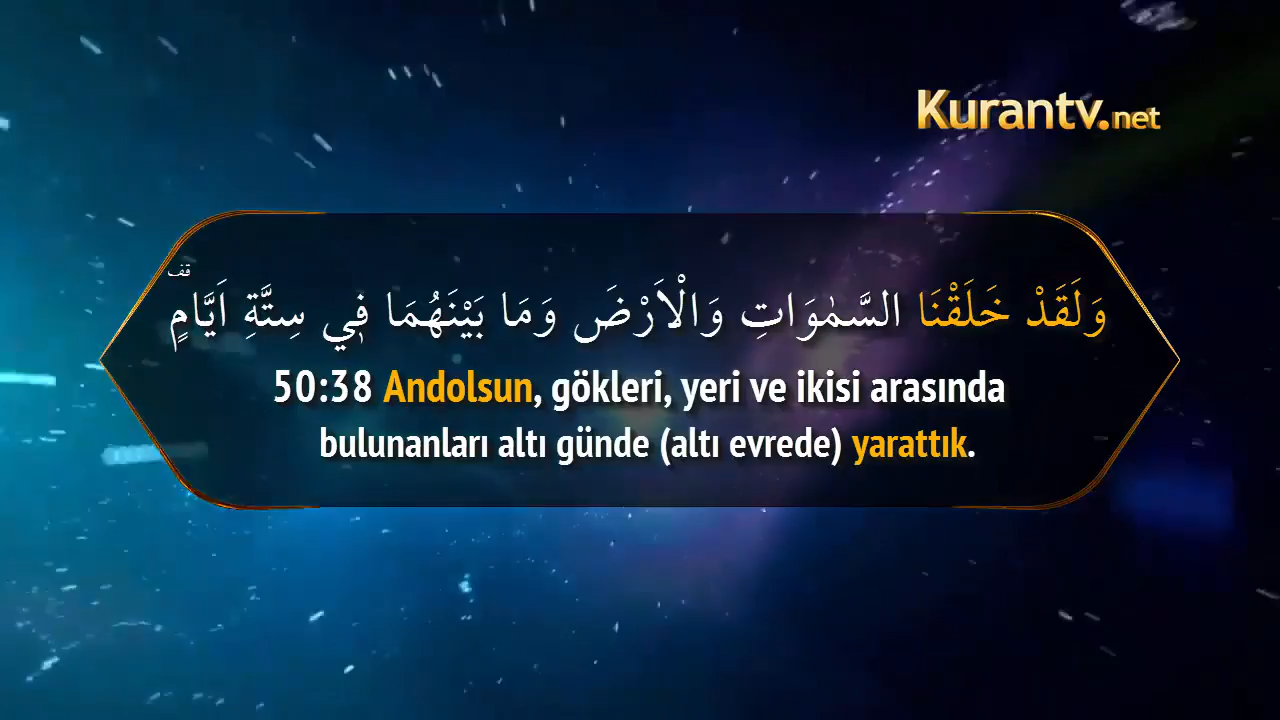 Kurantv.net
وَلَقَدْ خَلَقْنَا السَّمٰوَاتِ وَالْاَرْضَ وَمَا بَيْنَهُمَا فٖي سِتَّةِ اَيَّامٍۗ قف
50:38 Andolsun, gökleri, yeri ve ikisi arasında
bulunanları altı günde (altı evrede) yarattık.